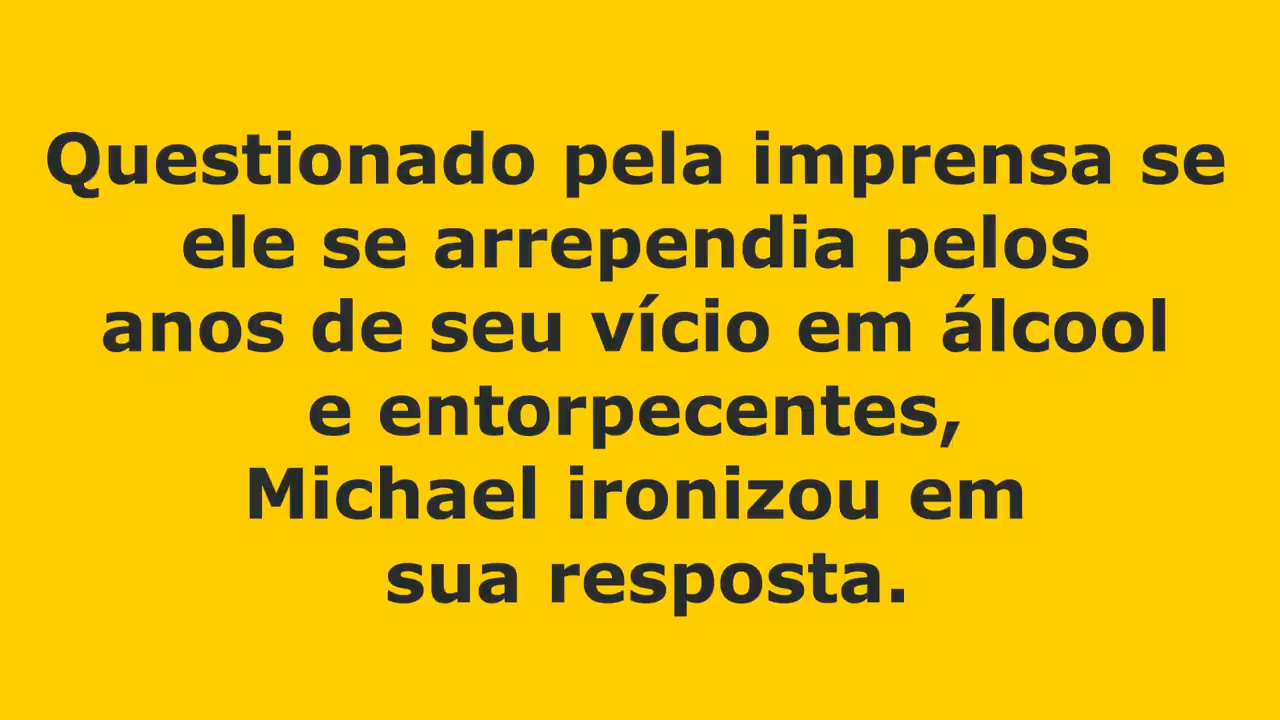 Questionado pela imprensa se
ele se arrependia pelos
anos de seu vício em álcool
e entorpecentes,
Michael ironizou em
sua resposta.